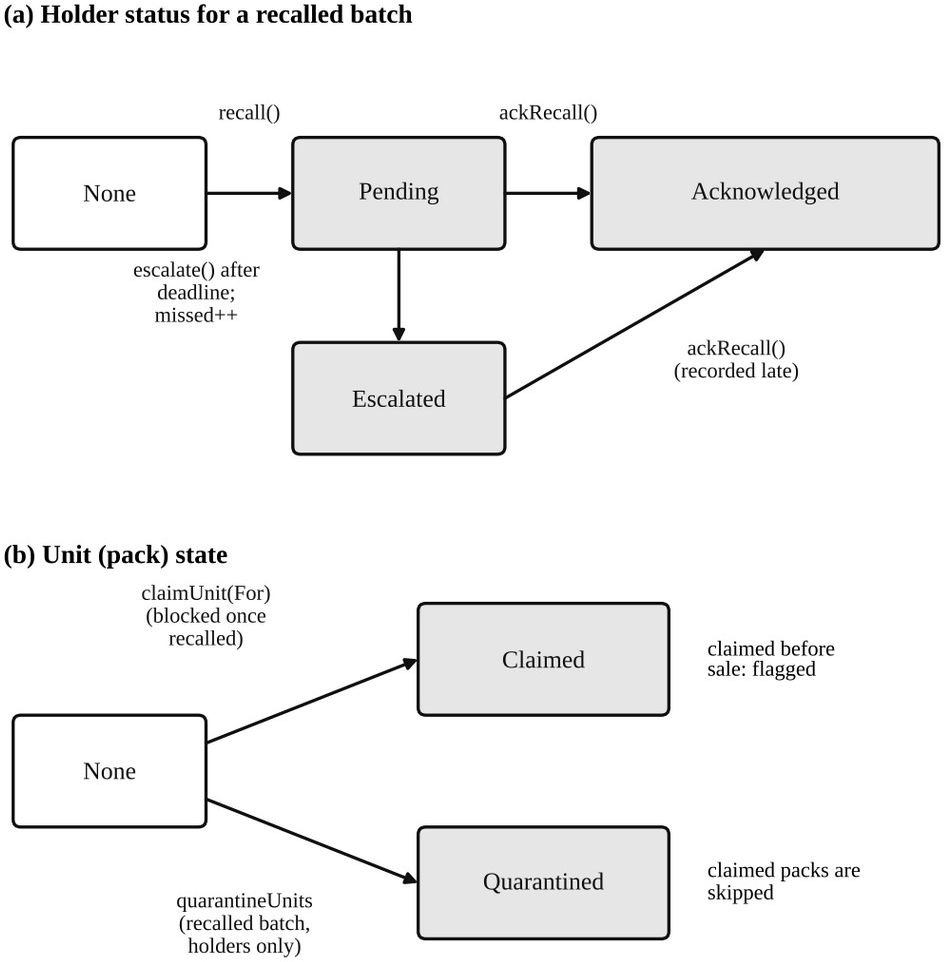 (a) Holder status for a recalled batch
recall()
ackRecall()
None
Pending
Acknowledged
escalate() after
deadline;
missed++
Escalated
ackRecall()
(recorded late)
(b) Unit (pack) state
claimUnit(For)
(blocked once
recalled)
Claimed
claimed before
sale: flagged
None
Quarantined
claimed packs are
skipped
quarantineUnits
(recalled batch,
holders only)